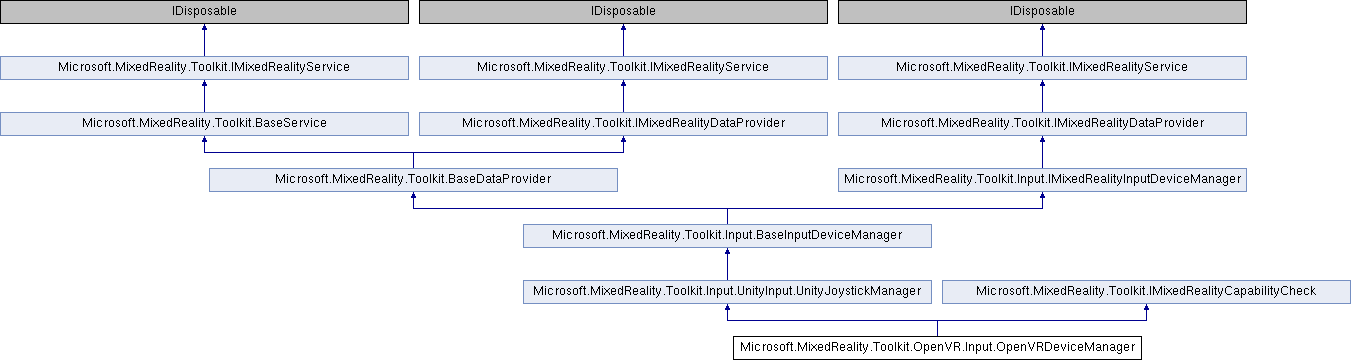 IDisposable
IDisposable
IDisposable
Microsoft.MixedReality.Toolkit.IMixedRealityService
Microsoft.MixedReality.Toolkit.IMixedRealityService
Microsoft.MixedReality.Toolkit.IMixedRealityService
Microsoft.MixedReality.Toolkit.BaseService
Microsoft.MixedReality.Toolkit.IMixedRealityDataProvider
Microsoft.MixedReality.Toolkit.IMixedRealityDataProvider
Microsoft.MixedReality.Toolkit.BaseDataProvider
Microsoft.MixedReality.Toolkit.Input.IMixedRealityInputDeviceManager
Microsoft.MixedReality.Toolkit.Input.BaseInputDeviceManager
Microsoft.MixedReality.Toolkit.Input.UnityInput.UnityJoystickManager
Microsoft.MixedReality.Toolkit.IMixedRealityCapabilityCheck
Microsoft.MixedReality.Toolkit.OpenVR.Input.OpenVRDeviceManager